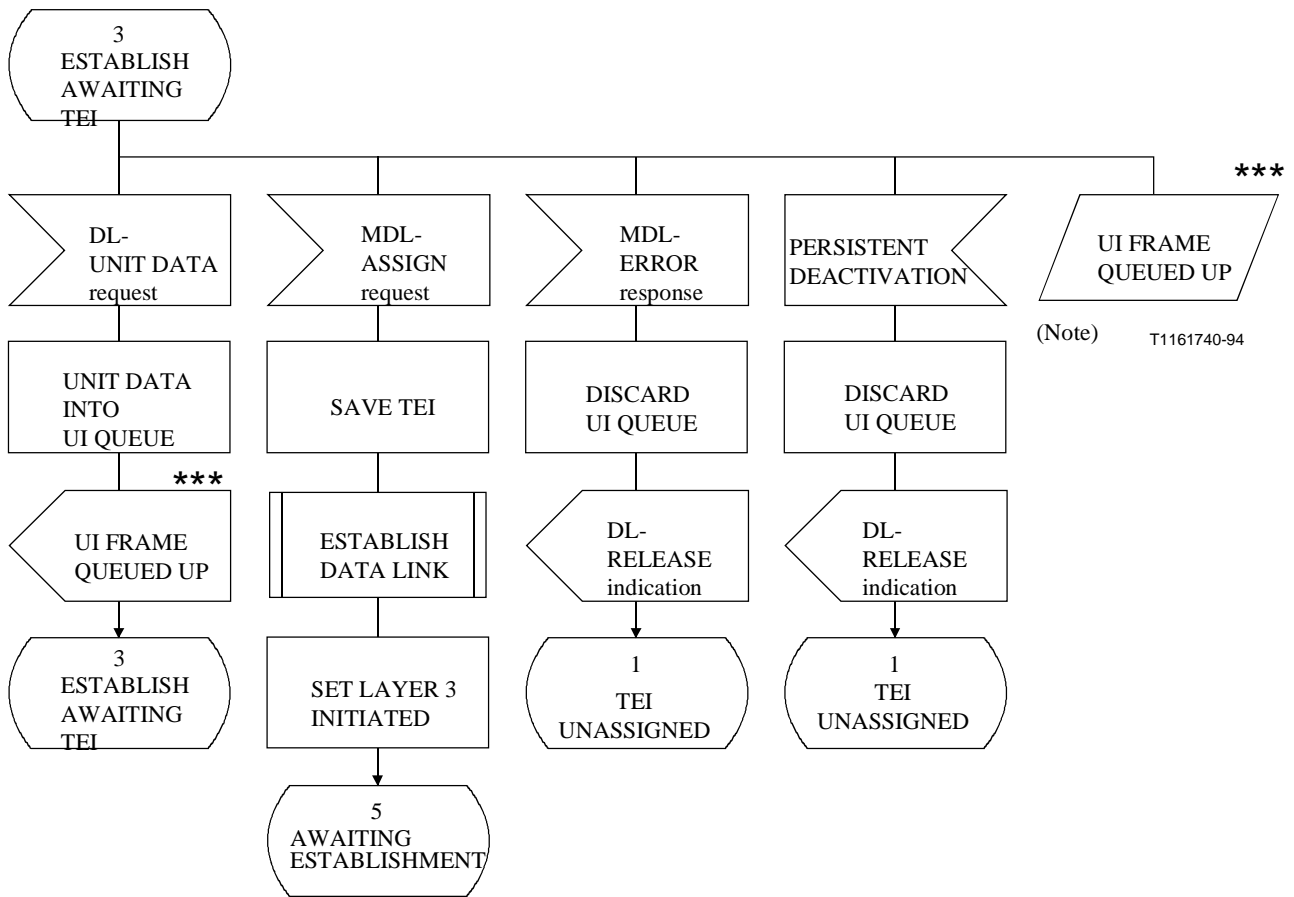 3
ESTABLISH
AWAITING
TEI
***
DL-
UNIT DATA
request
MDL-
ASSIGN
request
MDL-
ERROR
response
PERSISTENT
DEACTIVATION
UI FRAME
QUEUED UP
(Note)
T1161740-94
UNIT DATA
INTO
UI QUEUE
SAVE TEI
DISCARD
UI QUEUE
DISCARD
UI QUEUE
***
UI FRAME
QUEUED UP
ESTABLISH
DATA LINK
DL-
RELEASE
indication
DL-
RELEASE
indication
3
ESTABLISH
AWAITING
TEI
SET LAYER 3
INITIATED
1
TEI
UNASSIGNED
1
TEI
UNASSIGNED
5
AWAITING
ESTABLISHMENT